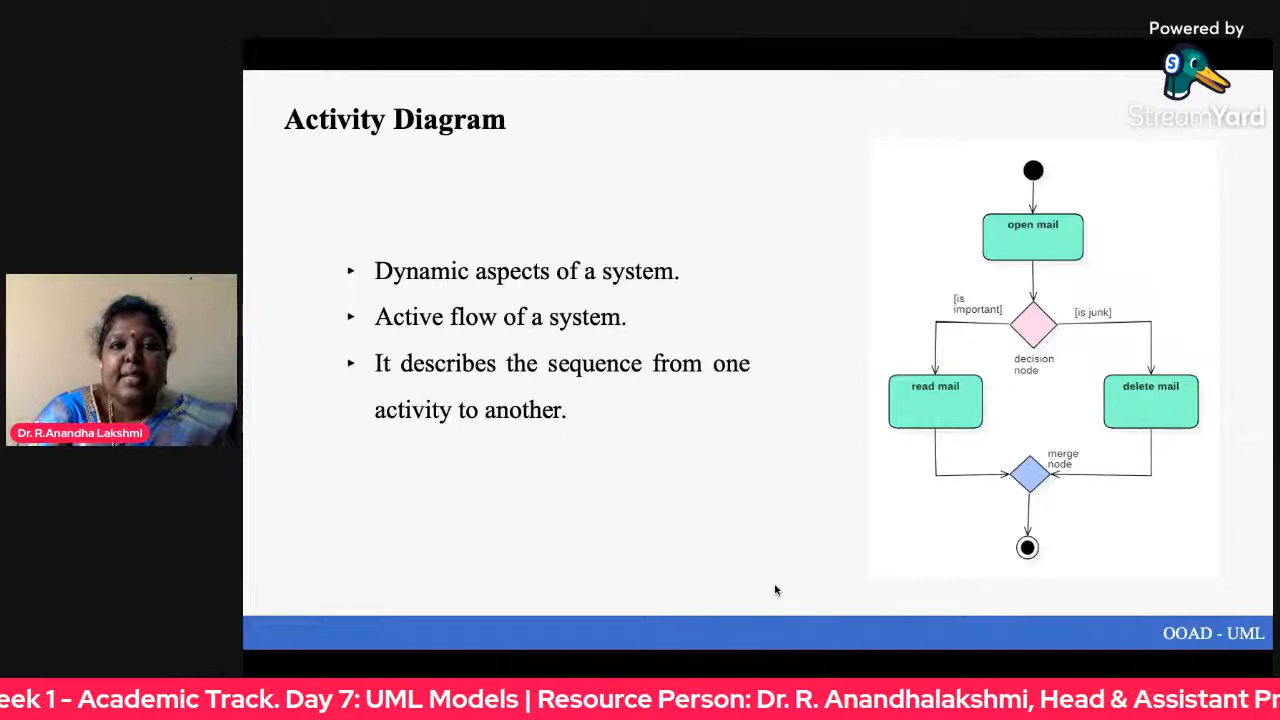 Powered by
StreamYard
Activity Diagram
Dynamic aspects of a system.
Active flow of a system.
It describes the sequence from one
activity to another.
open mail
[is
important]
[is junk]
decision
node
read mail
delete mail
merge
node
Dr. R.Anandha Lakshmi
OOAD - UML
eek 1 - Academic Track. Day 7: UML Models | Resource Person: Dr. R. Anandhalakshmi, Head & Assistant Pr